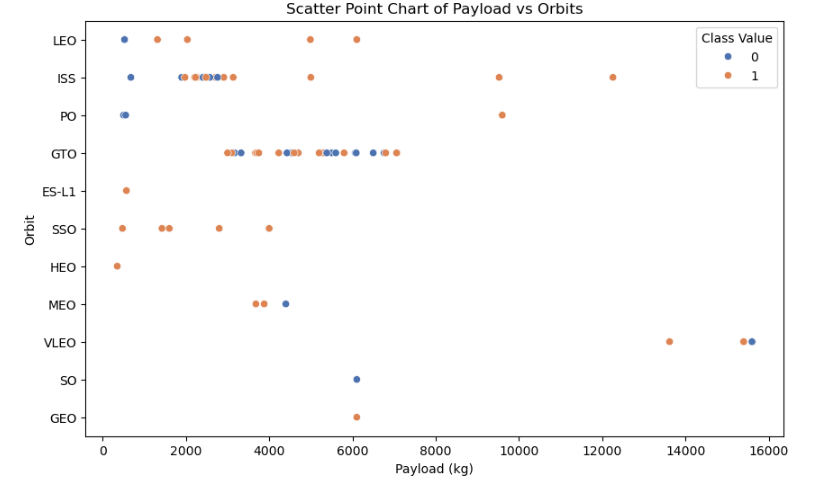 Scatter Point Chart of Payload vs Orbits
Class Value
0
1
LEO
ISS
PO
GTO
ES-L1
SSO
HEO
MEO
VLEO
SO
GEO
Orbit
0 2000 4000 6000 8000 10000 12000 14000 16000
Payload (kg)